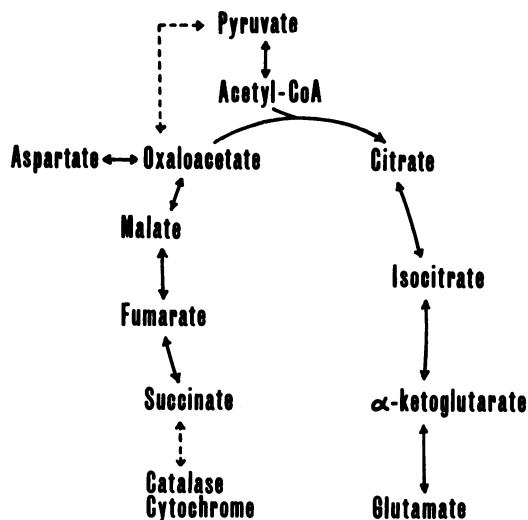 Pyruvate
Acetyl-CoA
Aspartate
Oxaloacetate
Citrate
Malate
Isocitrate
Fumarate
Succinate
α-ketoglutarate
Catalase
Cytochrome
Glutamate